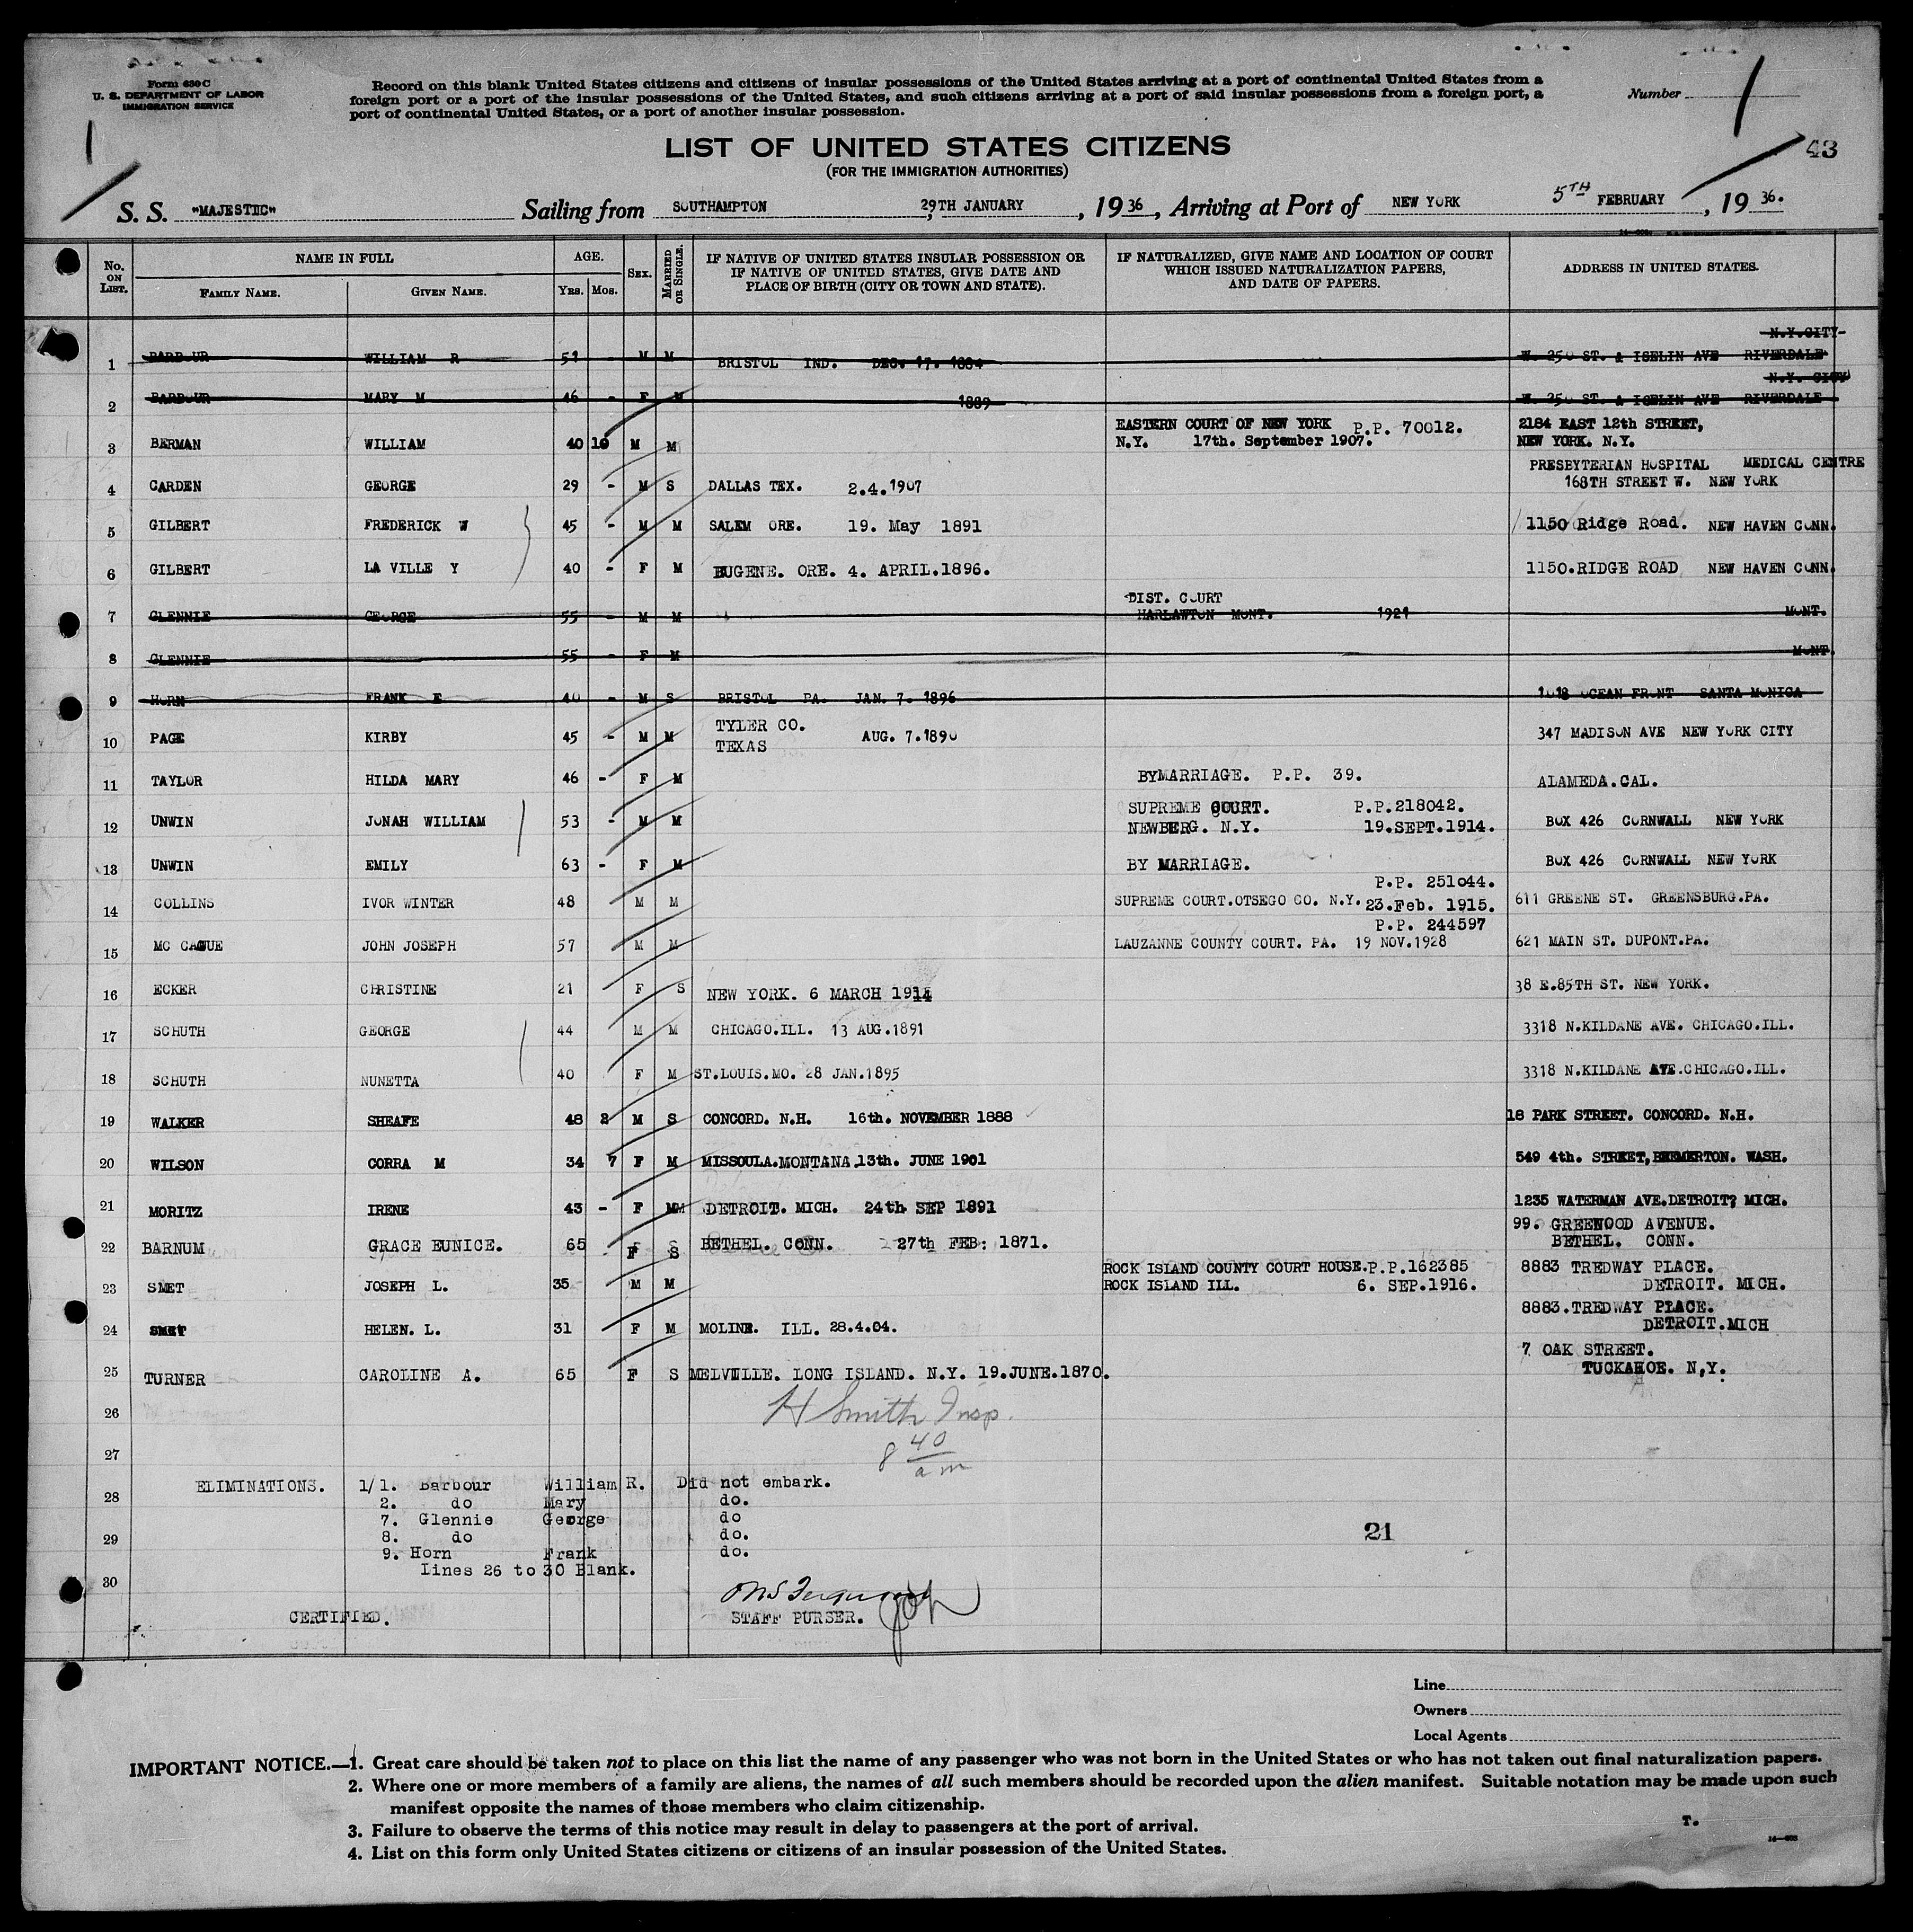 Form 630 C
U. S. DEPARTMENT OF LABOR
IMMIGRATION SERVICE
Record on this blank United States citizens and citizens of insular possessions of the United States arriving at a port of continental United States from a
foreign port or a port of the insular possessions of the United States, and such citizens arriving at a port of said insular possessions from a foreign port, a
port of continental United States, or a port of another insular possession.
Number 1
1
43
LIST OF UNITED STATES CITIZENS
(FOR THE IMMIGRATION AUTHORITIES)
S. S. "MAJESTIC" Sailing from SOUTHAMPTON 29TH JANUARY, 1936, Arriving at Port of NEW YORK 5TH FEBRUARY, 1936.
No. ON LIST. NAME IN FULL FAMILY NAME. GIVEN NAME. AGE. YRS. MOS. SEX. MARRIED OR SINGLE. IF NATIVE OF UNITED STATES INSULAR POSSESSION OR IF NATIVE OF UNITED STATES, GIVE DATE AND PLACE OF BIRTH (CITY OR TOWN AND STATE). IF NATURALIZED, GIVE NAME AND LOCATION OF COURT WHICH ISSUED NATURALIZATION PAPERS, AND DATE OF PAPERS. ADDRESS IN UNITED STATES.
N.Y.CITY
1 BARBOUR WILLIAM R 51 - M M BRISTOL IND. DEC. 17. 1884 W. 250 ST. & ISELIN AVE RIVERDALE
N.Y. CITY
2 BARBOUR MARY M 46 - F M 1889 W. 250 ST. & ISELIN AVE RIVERDALE
EASTERN COURT OF NEW YORK P.P. 70012. 2184 EAST 12th STREET,
3 BERMAN WILLIAM 40 10 M M N.Y. 17th. September 1907. NEW YORK. N.Y.
PRESBYTERIAN HOSPITAL MEDICAL CENTRE
4 CARDEN GEORGE 29 - M S DALLAS TEX. 2.4.1907 168TH STREET W. NEW YORK
5 GILBERT FREDERICK W 45 - M M SALEM ORE. 19. May 1891 1150 Ridge Road. NEW HAVEN CONN.
6 GILBERT LA VILLE Y 40 - F M EUGENE. ORE. 4. APRIL.1896. 1150.RIDGE ROAD NEW HAVEN CONN.
DIST. COURT
7 GLENNIE GEORGE 55 - M M HARLAWTON MONT. 1921 MONT.
8 GLENNIE 55 - F M MONT.
9 HORN FRANK E 40 - M S BRISTOL PA. JAN. 7. 1896 1018 OCEAN FRONT SANTA MONICA
TYLER CO.
10 PAGE KIRBY 45 - M M TEXAS AUG. 7.1890 347 MADISON AVE NEW YORK CITY
11 TAYLOR HILDA MARY 46 - F M BYMARRIAGE. P.P. 39. ALAMEDA.CAL.
SUPREME COURT. P.P.218042.
12 UNWIN JONAH WILLIAM 53 - M M NEWBERG. N.Y. 19.SEPT.1914. BOX 426 CORNWALL NEW YORK
13 UNWIN EMILY 63 - F M BY MARRIAGE. BOX 426 CORNWALL NEW YORK
P.P. 251044.
14 COLLINS IVOR WINTER 48 M M SUPREME COURT.OTSEGO CO. N.Y. 23.Feb. 1915. 611 GREENE ST. GREENSBURG.PA.
P.P. 244597
15 MC CAGUE JOHN JOSEPH 57 M M LAUZANNE COUNTY COURT. PA. 19 NOV.1928 621 MAIN ST. DUPONT.PA.
16 ECKER CHRISTINE 21 F S NEW YORK. 6 MARCH 1914 38 E.85TH ST. NEW YORK.
17 SCHUTH GEORGE 44 M M CHICAGO.ILL. 13 AUG.1891 3318 N.KILDANE AVE. CHICAGO.ILL.
18 SCHUTH NUNETTA 40 F M ST.LOUIS.MO. 28 JAN.1895 3318 N.KILDANE AVE.CHICAGO.ILL.
19 WALKER SHEAFE 48 2 M S CONCORD. N.H. 16th. NOVEMBER 1888 18 PARK STREET. CONCORD. N.H.
20 WILSON CORRA M 34 7 F M MISSOULA.MONTANA.13th. JUNE 1901 549 4th. STREET,BREMERTON. WASH.
21 MORITZ IRENE 43 - F M DETROIT. MICH. 24th SEP 1891 1235 WATERMAN AVE.DETROIT? MICH.
99. GREENWOOD AVENUE.
22 BARNUM GRACE EUNICE. 65 F S BETHEL. CONN. 27th FEB: 1871. BETHEL. CONN.
ROCK ISLAND COUNTY COURT HOUSE.P.P.162385 8883 TREDWAY PLACE.
23 SMET JOSEPH L. 35 M M ROCK ISLAND ILL. 6. SEP.1916. DETROIT. MICH.
8883.TREDWAY PLACE.
24 SMET HELEN. L. 31 F M MOLINE. ILL. 28.4.04. DETROIT.MICH
7 OAK STREET.
25 TURNER CAROLINE A. 65 F S MELVILLE. LONG ISLAND. N.Y. 19.JUNE.1870. TUCKAHOE. N,Y.
26 H Smith Insp.
27 8 40 am
28 ELIMINATIONS. 1/1. Barbour William R. Did not embark.
2. do Mary do.
7. Glennie George do
29 8. do do.
9. Horn Frank do.
Lines 26 to 30 Blank.
21
30
CERTIFIED. STAFF PURSER.
Line
Owners
Local Agents
IMPORTANT NOTICE.—1. Great care should be taken not to place on this list the name of any passenger who was not born in the United States or who has not taken out final naturalization papers.
2. Where one or more members of a family are aliens, the names of all such members should be recorded upon the alien manifest. Suitable notation may be made upon such
manifest opposite the names of those members who claim citizenship.
3. Failure to observe the terms of this notice may result in delay to passengers at the port of arrival.
4. List on this form only United States citizens or citizens of an insular possession of the United States.
T.